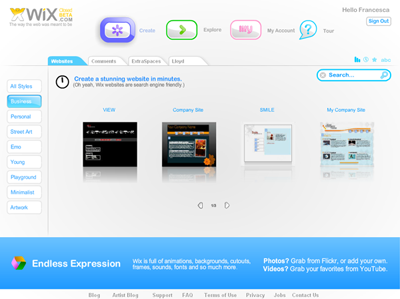 WiX Closed BETA .COM
The way the web was meant to be.
Hello Francesca
Sign Out
Create
Explore
My
My Account
?
Tour
Websites
Comments
ExtraSpaces
Lloyd
abc
Create a stunning website in minutes.
(Oh yeah, Wix websites are search engine friendly )
Search...
All Styles
Business
Personal
Street Art
Emo
Young
Playground
Minimalist
Artwork
VIEW
Company Site
SMILE
My Company Site
Endless Expression
Wix is full of animations, backgrounds, cutouts,
frames, sounds, fonts and so much more.
Photos? Grab from Flickr, or add your own.
Videos? Grab your favorites from YouTube.
Blog
Artist Blog
Support
FAQ
Terms of Use
Privacy
Jobs
Contact Us